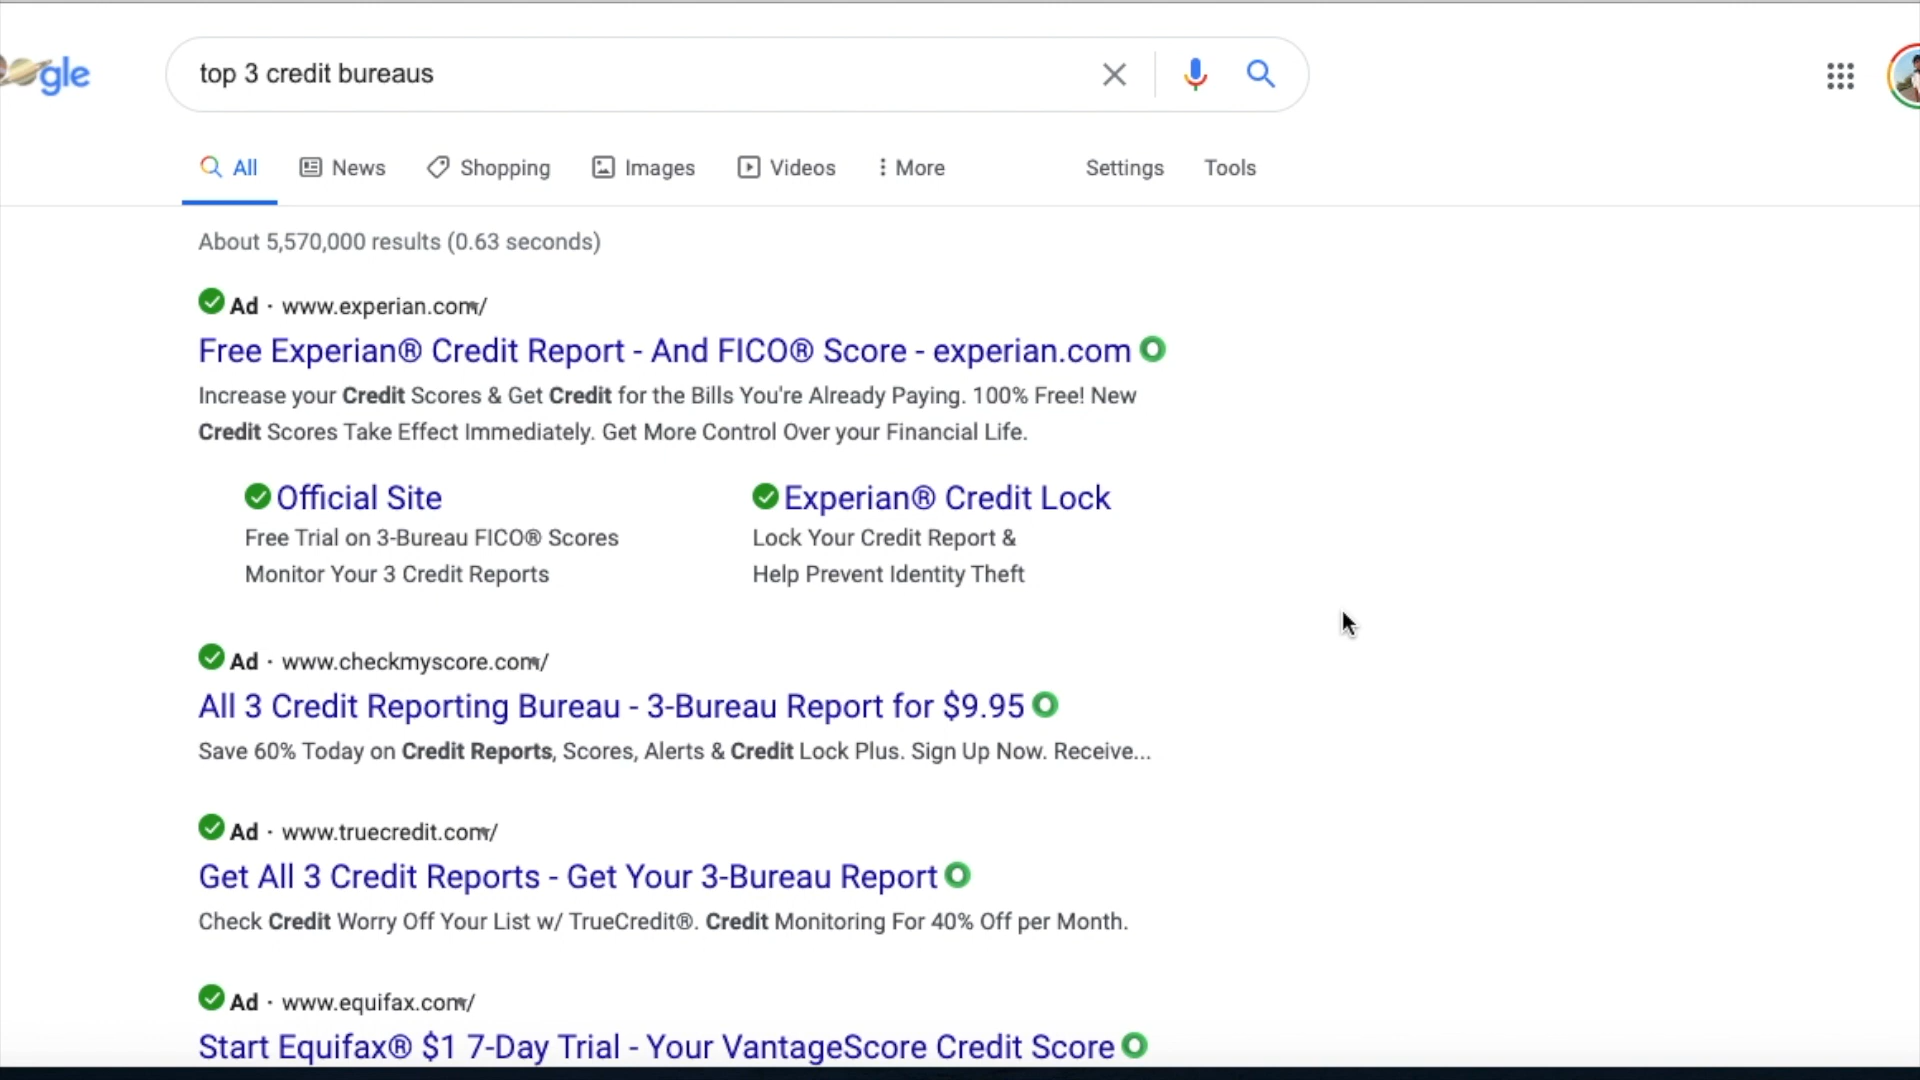 oogle
top 3 credit bureaus
All News Shopping Images Videos More Settings Tools
About 5,570,000 results (0.63 seconds)
Ad · www.experian.com/
Free Experian® Credit Report - And FICO® Score - experian.com
Increase your Credit Scores & Get Credit for the Bills You're Already Paying. 100% Free! New
Credit Scores Take Effect Immediately. Get More Control Over your Financial Life.
Official Site
Free Trial on 3-Bureau FICO® Scores
Monitor Your 3 Credit Reports
Experian® Credit Lock
Lock Your Credit Report &
Help Prevent Identity Theft
Ad · www.checkmyscore.com/
All 3 Credit Reporting Bureau - 3-Bureau Report for $9.95
Save 60% Today on Credit Reports, Scores, Alerts & Credit Lock Plus. Sign Up Now. Receive...
Ad · www.truecredit.com/
Get All 3 Credit Reports - Get Your 3-Bureau Report
Check Credit Worry Off Your List w/ TrueCredit®. Credit Monitoring For 40% Off per Month.
Ad · www.equifax.com/
Start Equifax® $1 7-Day Trial - Your VantageScore Credit Score